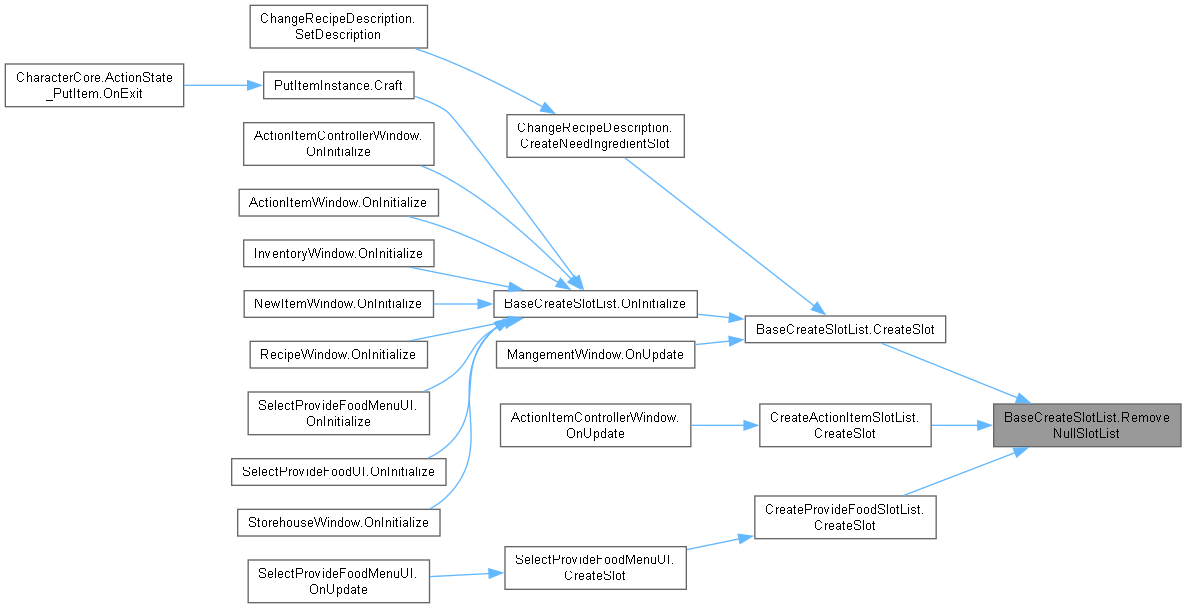 ChangeRecipeDescription.
SetDescription
CharacterCore.ActionState
_PutItem.OnExit
PutItemInstance.Craft
ChangeRecipeDescription.
CreateNeedIngredientSlot
ActionItemControllerWindow.
OnInitialize
ActionItemWindow.OnInitialize
InventoryWindow.OnInitialize
NewItemWindow.OnInitialize
BaseCreateSlotList.OnInitialize
BaseCreateSlotList.CreateSlot
RecipeWindow.OnInitialize
MangementWindow.OnUpdate
SelectProvideFoodMenuUI.
OnInitialize
ActionItemControllerWindow.
OnUpdate
CreateActionItemSlotList.
CreateSlot
BaseCreateSlotList.Remove
NullSlotList
SelectProvideFoodUI.OnInitialize
StorehouseWindow.OnInitialize
CreateProvideFoodSlotList.
CreateSlot
SelectProvideFoodMenuUI.
CreateSlot
SelectProvideFoodMenuUI.
OnUpdate